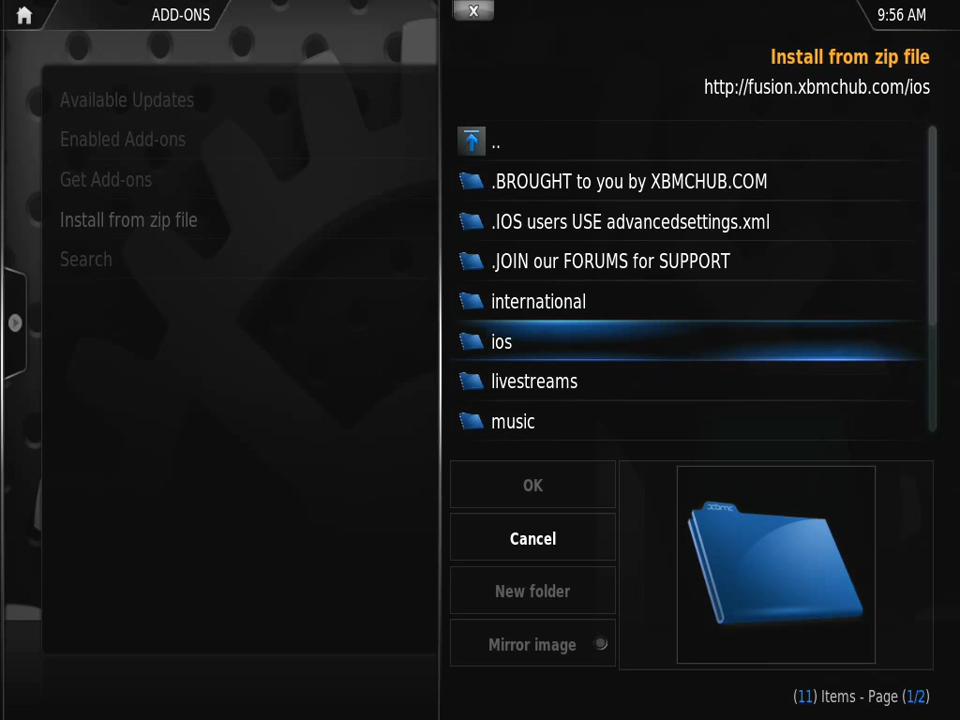 ADD-ONS
X
9:56 AM
Install from zip file
http://fusion.xbmchub.com/ios
Available Updates
Enabled Add-ons
Get Add-ons
Install from zip file
Search
..
.BROUGHT to you by XBMCHUB.COM
.IOS users USE advancedsettings.xml
.JOIN our FORUMS for SUPPORT
international
ios
livestreams
music
OK
Cancel
New folder
Mirror image
xbmc
(11) Items - Page (1/2)